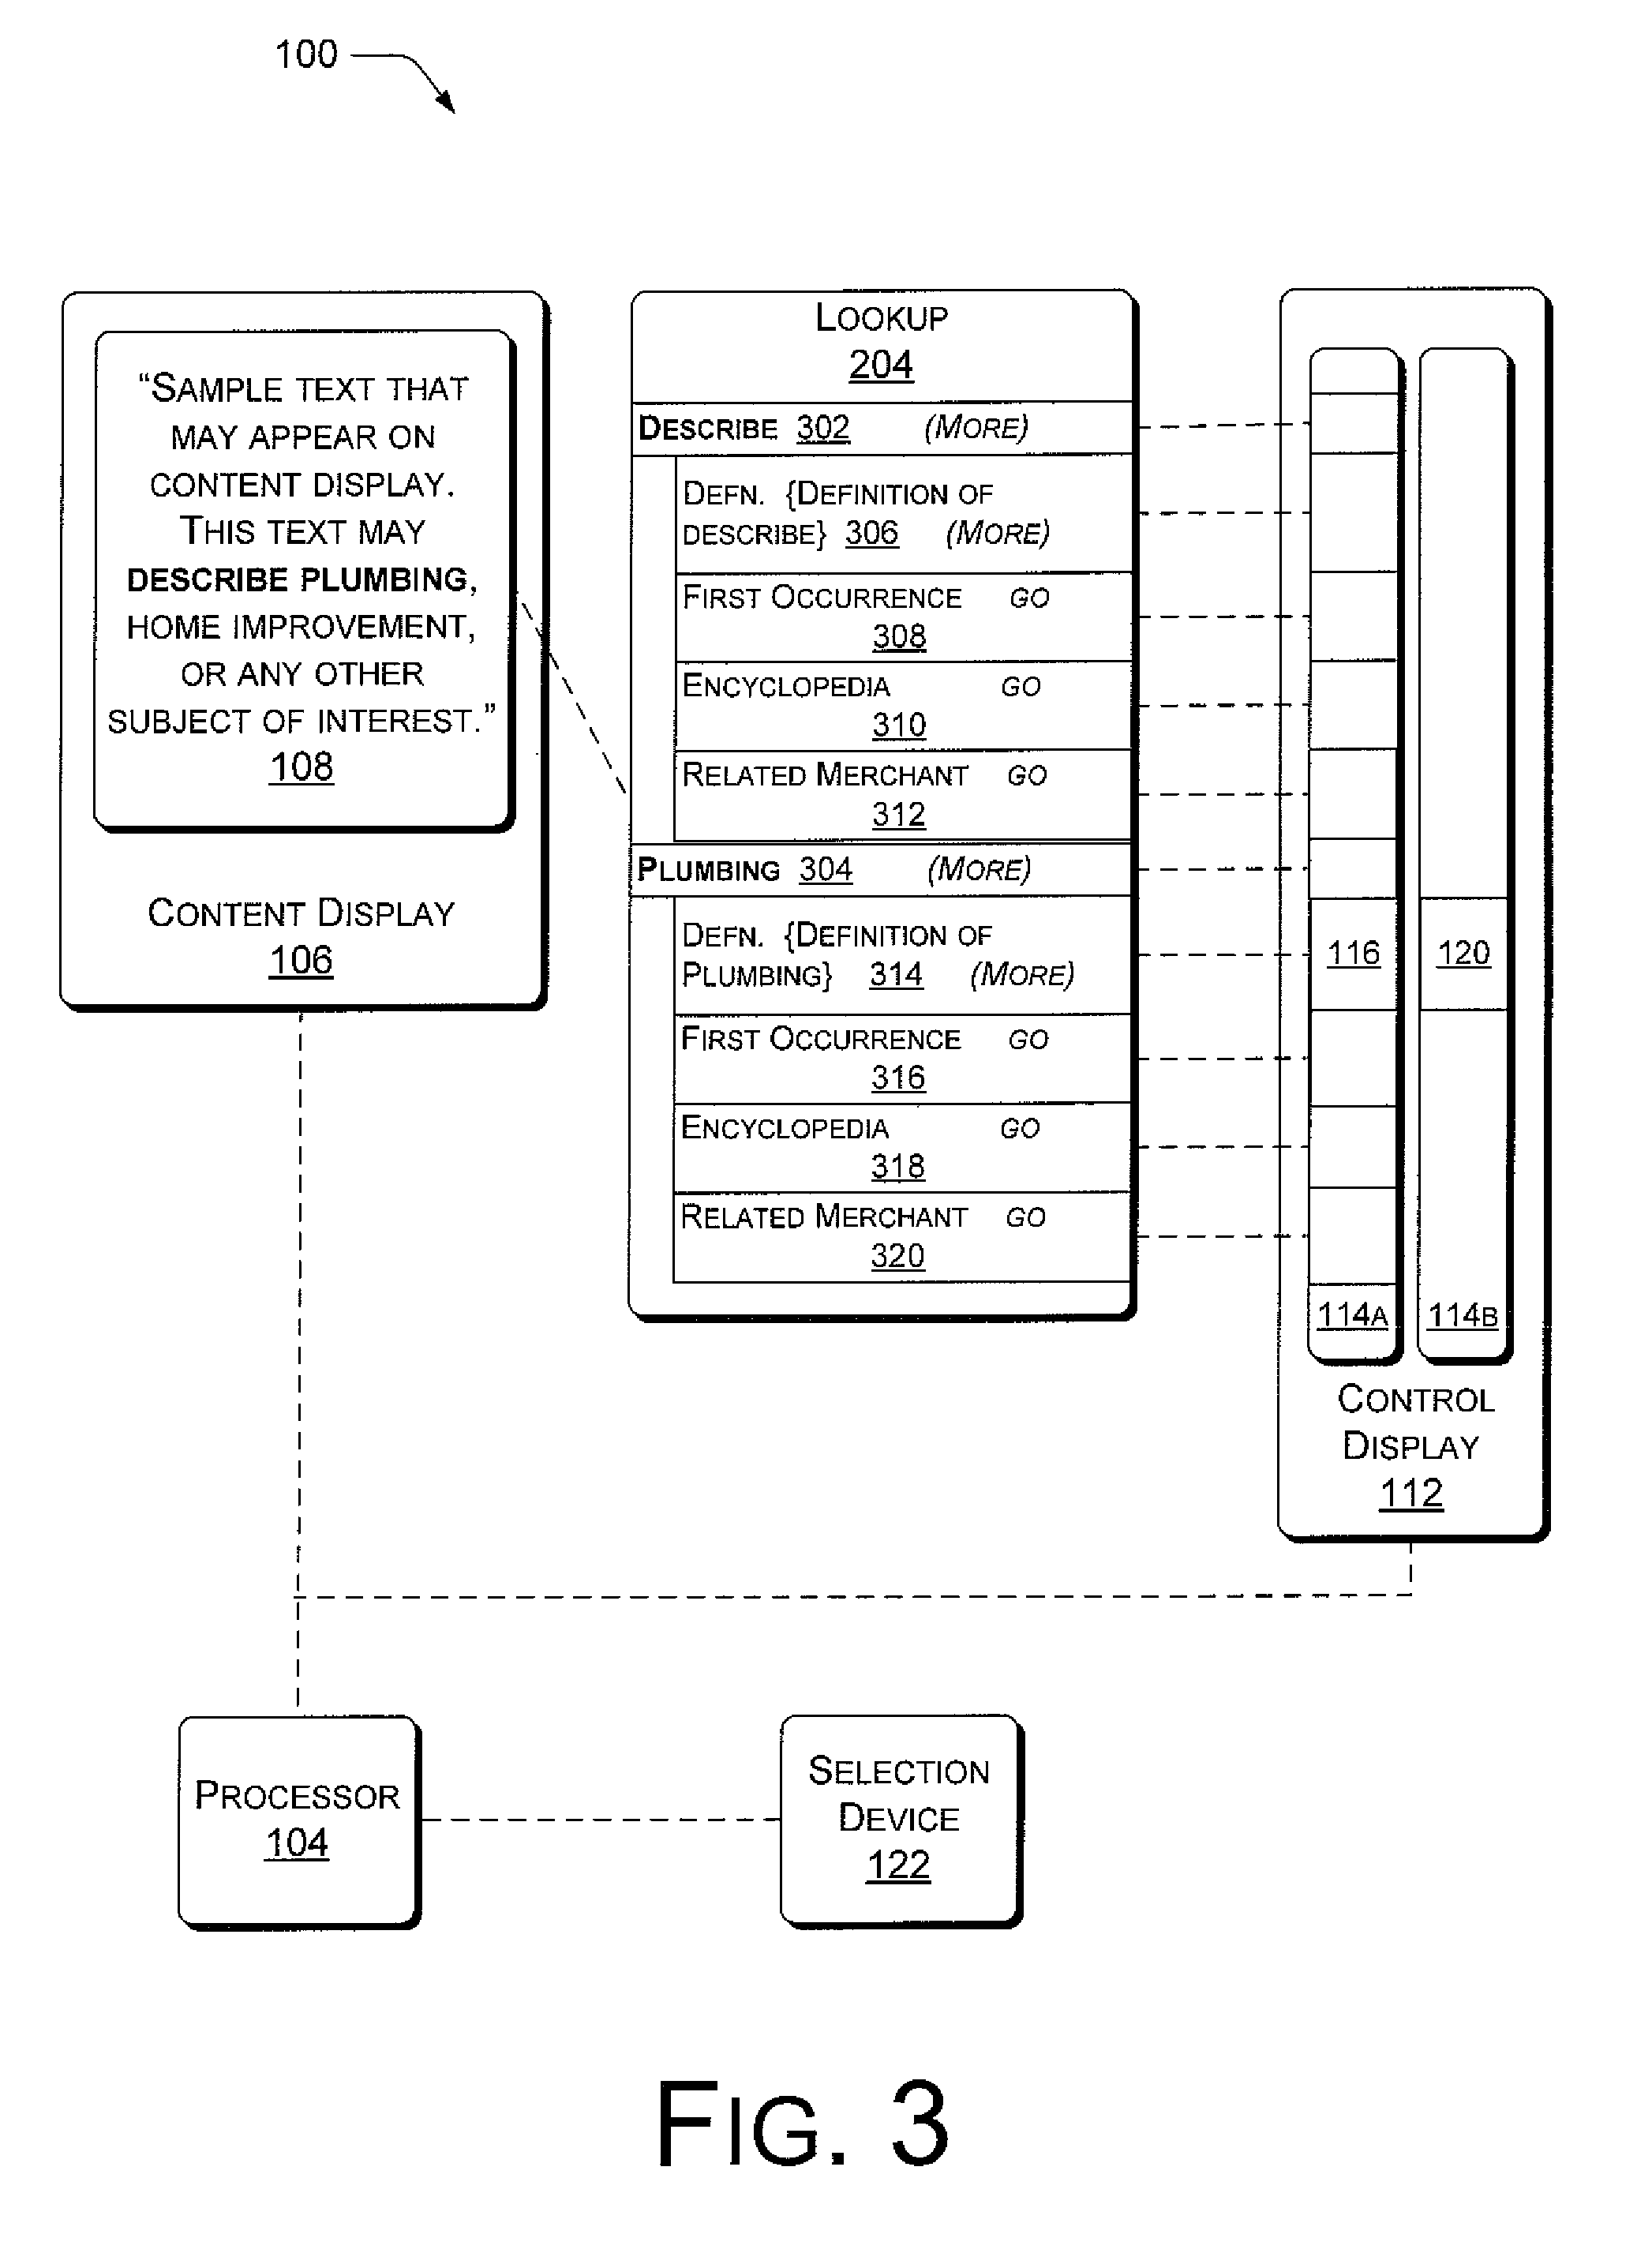 100
“Sample text that
may appear on
content display.
This text may
describe plumbing,
home improvement,
or any other
subject of interest.”
108
Content Display
106
Lookup
204
Describe 302 (More)
Defn. {Definition of
describe} 306 (More)
First Occurrence go
308
Encyclopedia go
310
Related Merchant go
312
Plumbing 304 (More)
Defn. {Definition of
Plumbing} 314 (More)
First Occurrence go
316
Encyclopedia go
318
Related Merchant go
320
116
120
114A
114B
Control
Display
112
Processor
104
Selection
Device
122
Fig. 3